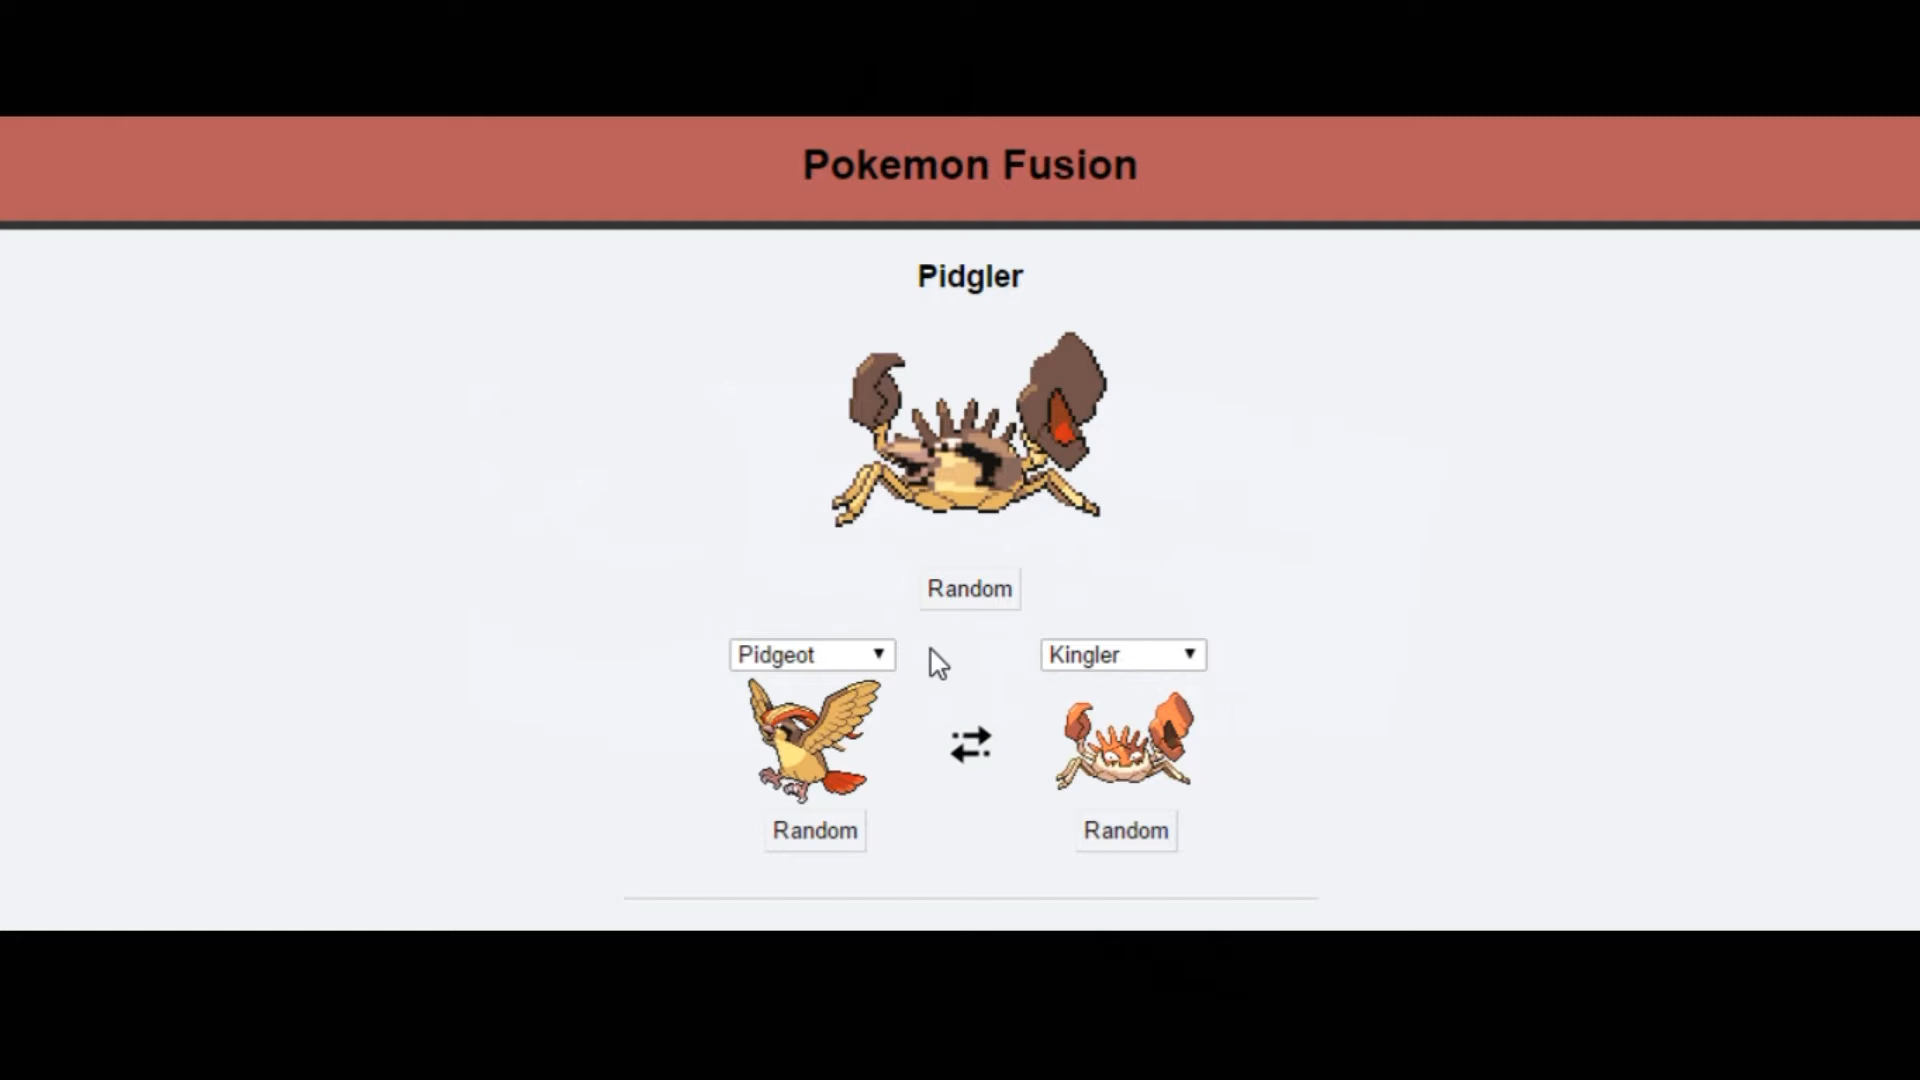 Pokemon Fusion
Pidgler
Random
Pidgeot
Kingler
Random
Random